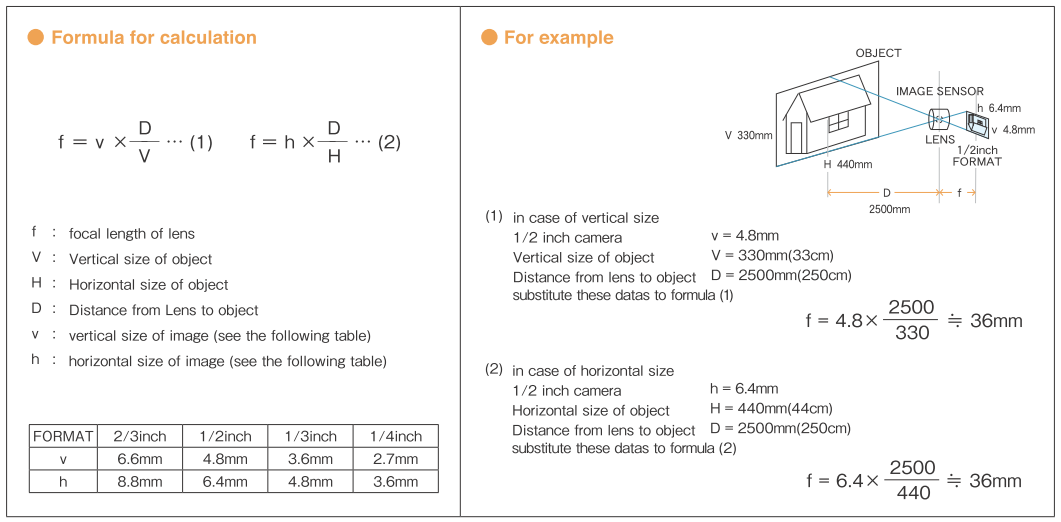 Formula for calculation
f = v × D/V ··· (1)
f = h × D/H ··· (2)
f : focal length of lens
V : Vertical size of object
H : Horizontal size of object
D : Distance from Lens to object
v : vertical size of image (see the following table)
h : horizontal size of image (see the following table)
FORMAT 2/3inch 1/2inch 1/3inch 1/4inch
v 6.6mm 4.8mm 3.6mm 2.7mm
h 8.8mm 6.4mm 4.8mm 3.6mm
For example
OBJECT
IMAGE SENSOR
h 6.4mm
V 330mm
v 4.8mm
LENS
1/2inch
FORMAT
H 440mm
D
f
2500mm
(1) in case of vertical size
1/2 inch camera v = 4.8mm
Vertical size of object V = 330mm(33cm)
Distance from lens to object D = 2500mm(250cm)
substitute these datas to formula (1)
f = 4.8 × 2500/330 ≒ 36mm
(2) in case of horizontal size
1/2 inch camera h = 6.4mm
Horizontal size of object H = 440mm(44cm)
Distance from lens to object D = 2500mm(250cm)
substitute these datas to formula (2)
f = 6.4 × 2500/440 ≒ 36mm